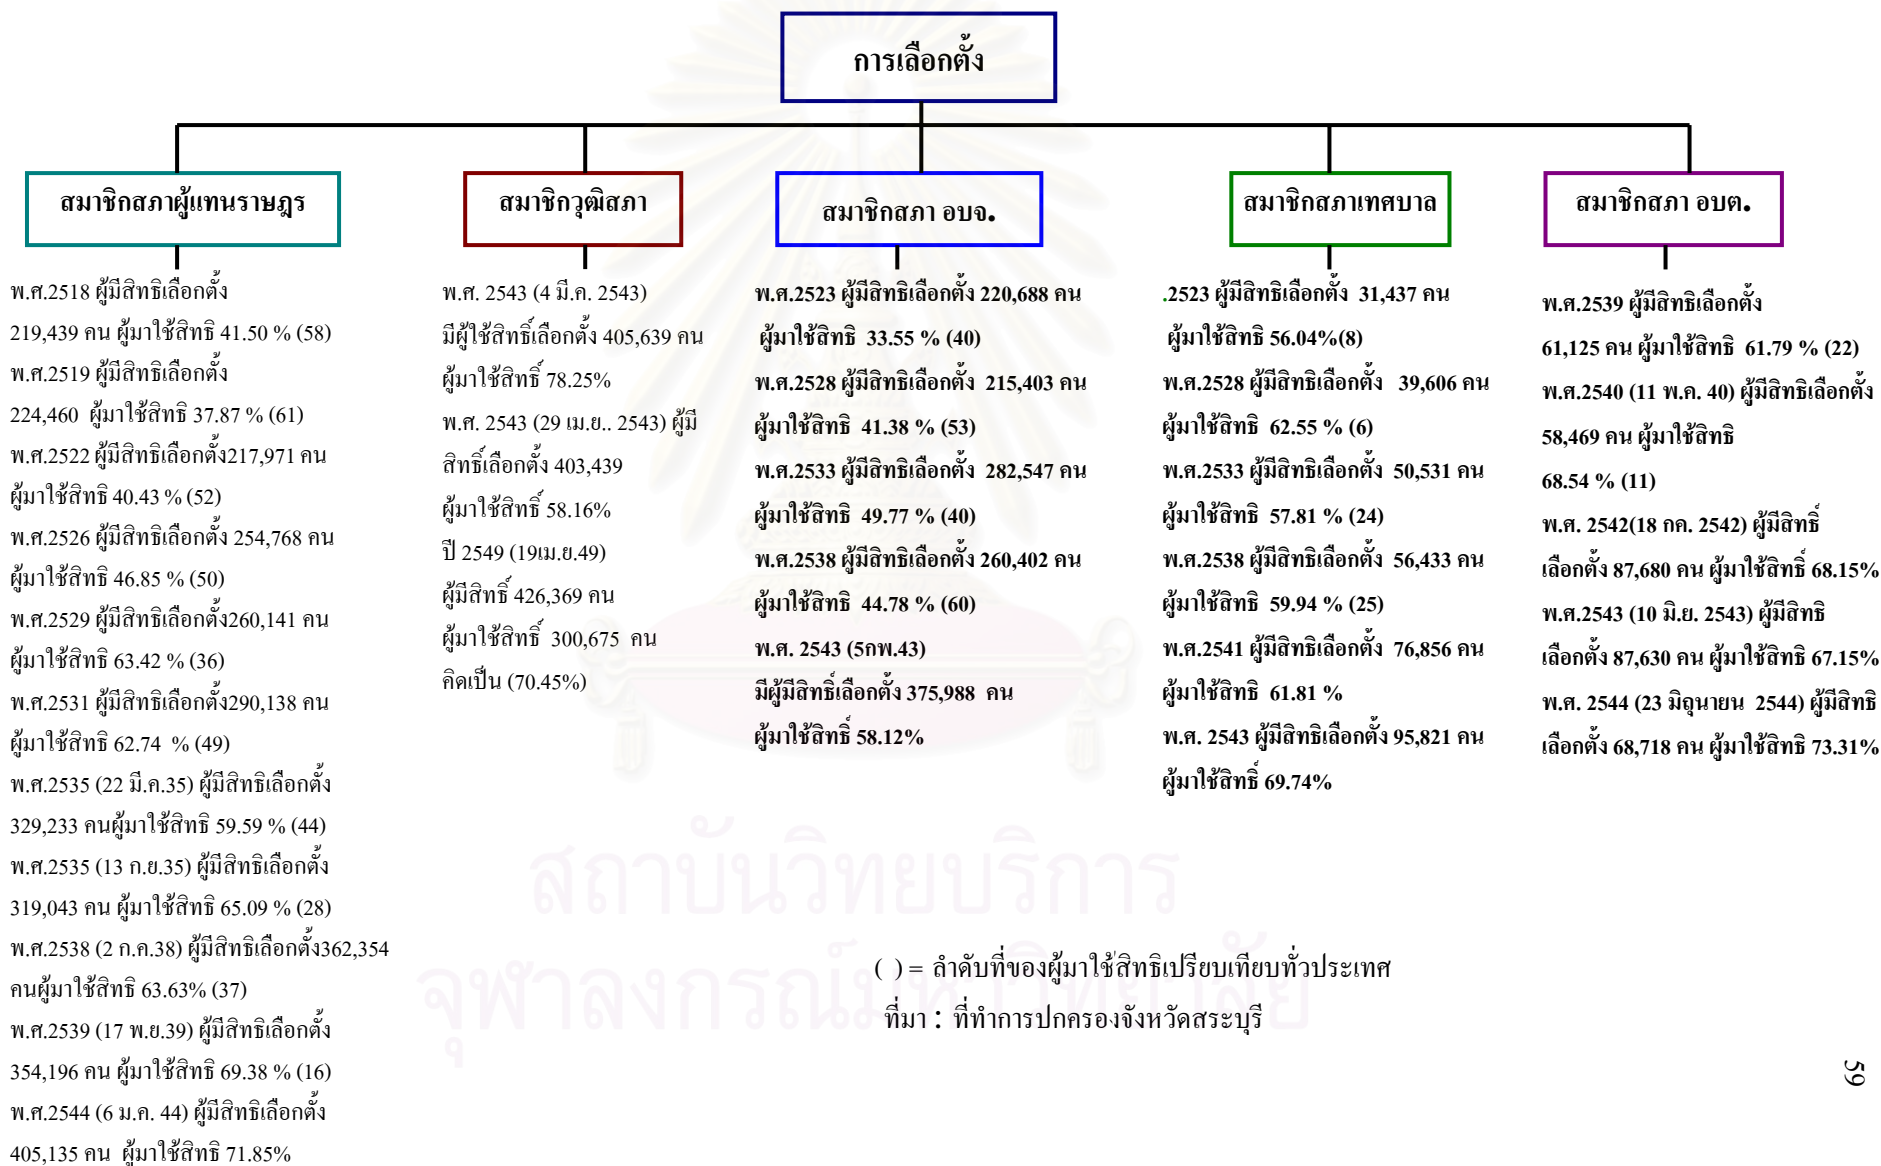 การเลือกตั้ง
สมาชิกสภาผู้แทนราษฎร
พ.ศ.2518 ผู้มีสิทธิเลือกตั้ง
219,439 คน ผู้มาใช้สิทธิ 41.50 % (58)
พ.ศ.2519 ผู้มีสิทธิเลือกตั้ง
224,460 ผู้มาใช้สิทธิ 37.87 % (61)
พ.ศ.2522 ผู้มีสิทธิเลือกตั้ง217,971 คน
ผู้มาใช้สิทธิ 40.43 % (52)
พ.ศ.2526 ผู้มีสิทธิเลือกตั้ง 254,768 คน
ผู้มาใช้สิทธิ 46.85 % (50)
พ.ศ.2529 ผู้มีสิทธิเลือกตั้ง260,141 คน
ผู้มาใช้สิทธิ 63.42 % (36)
พ.ศ.2531 ผู้มีสิทธิเลือกตั้ง290,138 คน
ผู้มาใช้สิทธิ 62.74 % (49)
พ.ศ.2535 (22 มี.ค.35) ผู้มีสิทธิเลือกตั้ง
329,233 คนผู้มาใช้สิทธิ 59.59 % (44)
พ.ศ.2535 (13 ก.ย.35) ผู้มีสิทธิเลือกตั้ง
319,043 คน ผู้มาใช้สิทธิ 65.09 % (28)
พ.ศ.2538 (2 ก.ค.38) ผู้มีสิทธิเลือกตั้ง362,354
คนผู้มาใช้สิทธิ 63.63% (37)
พ.ศ.2539 (17 พ.ย.39) ผู้มีสิทธิเลือกตั้ง
354,196 คน ผู้มาใช้สิทธิ 69.38 % (16)
พ.ศ.2544 (6 ม.ค. 44) ผู้มีสิทธิเลือกตั้ง
405,135 คน ผู้มาใช้สิทธิ 71.85%
สมาชิกวุฒิสภา
พ.ศ. 2543 (4 มี.ค. 2543)
มีผู้ใช้สิทธิ์เลือกตั้ง 405,639 คน
ผู้มาใช้สิทธิ์ 78.25%
พ.ศ. 2543 (29 เม.ย.. 2543) ผู้มี
สิทธิ์เลือกตั้ง 403,439
ผู้มาใช้สิทธิ์ 58.16%
ปี 2549 (19เม.ย.49)
ผู้มีสิทธิ์ 426,369 คน
ผู้มาใช้สิทธิ์ 300,675 คน
คิดเป็น (70.45%)
สมาชิกสภา อบจ.
พ.ศ.2523 ผู้มีสิทธิเลือกตั้ง 220,688 คน
ผู้มาใช้สิทธิ 33.55 % (40)
พ.ศ.2528 ผู้มีสิทธิเลือกตั้ง 215,403 คน
ผู้มาใช้สิทธิ 41.38 % (53)
พ.ศ.2533 ผู้มีสิทธิเลือกตั้ง 282,547 คน
ผู้มาใช้สิทธิ 49.77 % (40)
พ.ศ.2538 ผู้มีสิทธิเลือกตั้ง 260,402 คน
ผู้มาใช้สิทธิ 44.78 % (60)
พ.ศ. 2543 (5กพ.43)
มีผู้มีสิทธิ์เลือกตั้ง 375,988 คน
ผู้มาใช้สิทธิ์ 58.12%
สมาชิกสภาเทศบาล
.2523 ผู้มีสิทธิเลือกตั้ง 31,437 คน
ผู้มาใช้สิทธิ 56.04%(8)
พ.ศ.2528 ผู้มีสิทธิเลือกตั้ง 39,606 คน
ผู้มาใช้สิทธิ 62.55 % (6)
พ.ศ.2533 ผู้มีสิทธิเลือกตั้ง 50,531 คน
ผู้มาใช้สิทธิ 57.81 % (24)
พ.ศ.2538 ผู้มีสิทธิเลือกตั้ง 56,433 คน
ผู้มาใช้สิทธิ 59.94 % (25)
พ.ศ.2541 ผู้มีสิทธิเลือกตั้ง 76,856 คน
ผู้มาใช้สิทธิ 61.81 %
พ.ศ. 2543 ผู้มีสิทธิเลือกตั้ง 95,821 คน
ผู้มาใช้สิทธิ์ 69.74%
สมาชิกสภา อบต.
พ.ศ.2539 ผู้มีสิทธิเลือกตั้ง
61,125 คน ผู้มาใช้สิทธิ 61.79 % (22)
พ.ศ.2540 (11 พ.ค. 40) ผู้มีสิทธิเลือกตั้ง
58,469 คน ผู้มาใช้สิทธิ
68.54 % (11)
พ.ศ. 2542(18 กค. 2542) ผู้มีสิทธิ์
เลือกตั้ง 87,680 คน ผู้มาใช้สิทธิ์ 68.15%
พ.ศ.2543 (10 มิ.ย. 2543) ผู้มีสิทธิ
เลือกตั้ง 87,630 คน ผู้มาใช้สิทธิ 67.15%
พ.ศ. 2544 (23 มิถุนายน 2544) ผู้มีสิทธิ
เลือกตั้ง 68,718 คน ผู้มาใช้สิทธิ 73.31%
สถาบันวิทยบริการ
จุฬาลงกรณ์มหาวิทยาลัย
( ) = ลำดับที่ของผู้มาใช้สิทธิเปรียบเทียบทั่วประเทศ
ที่มา : ที่ทำการปกครองจังหวัดสระบุรี
59